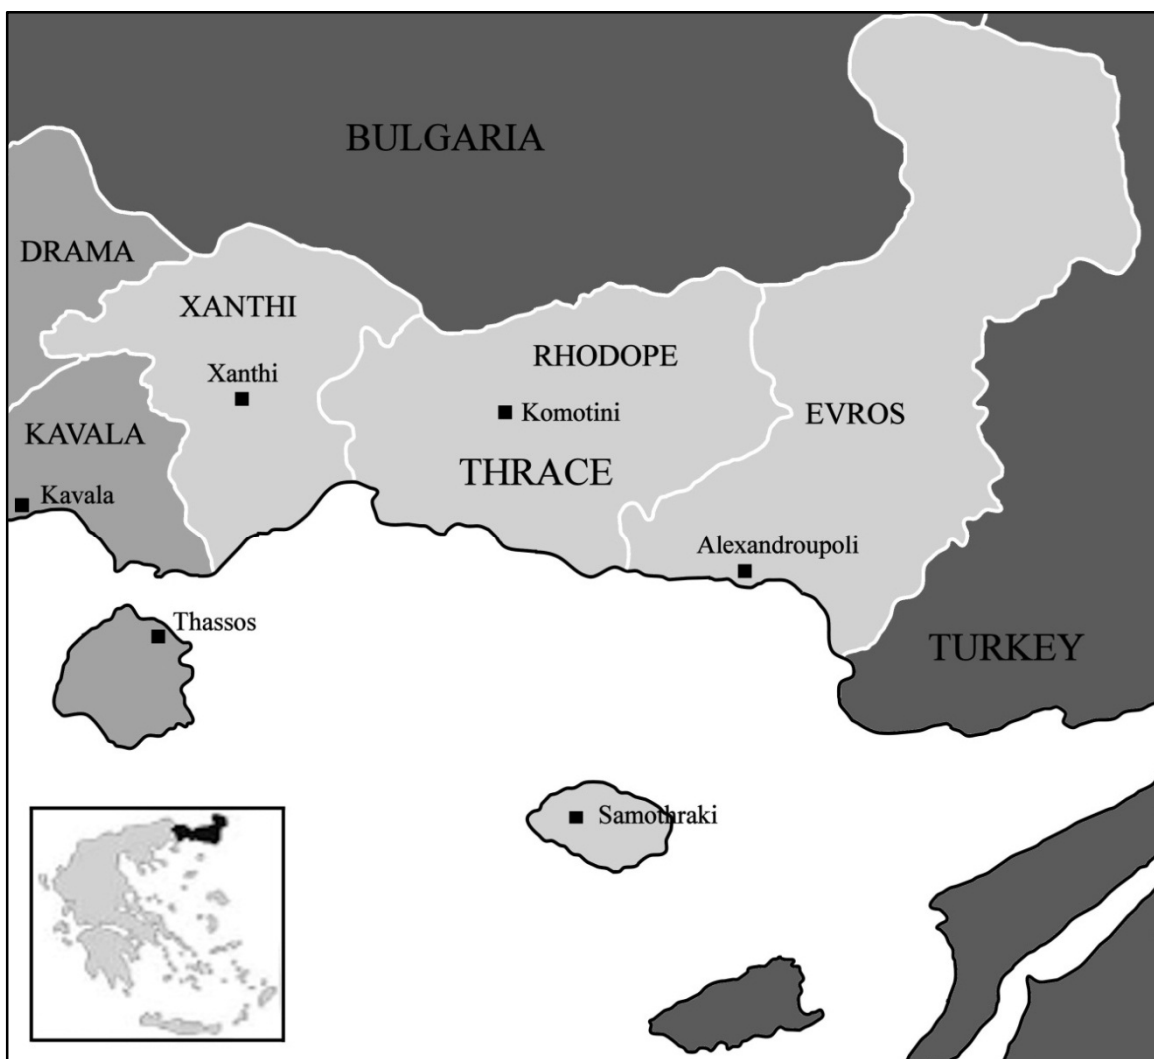 BULGARIA
DRAMA
XANTHI
RHODOPE
Xanthi
Komotini
EVROS
KAVALA
THRACE
Kavala
Alexandroupoli
Thassos
TURKEY
Samothraki